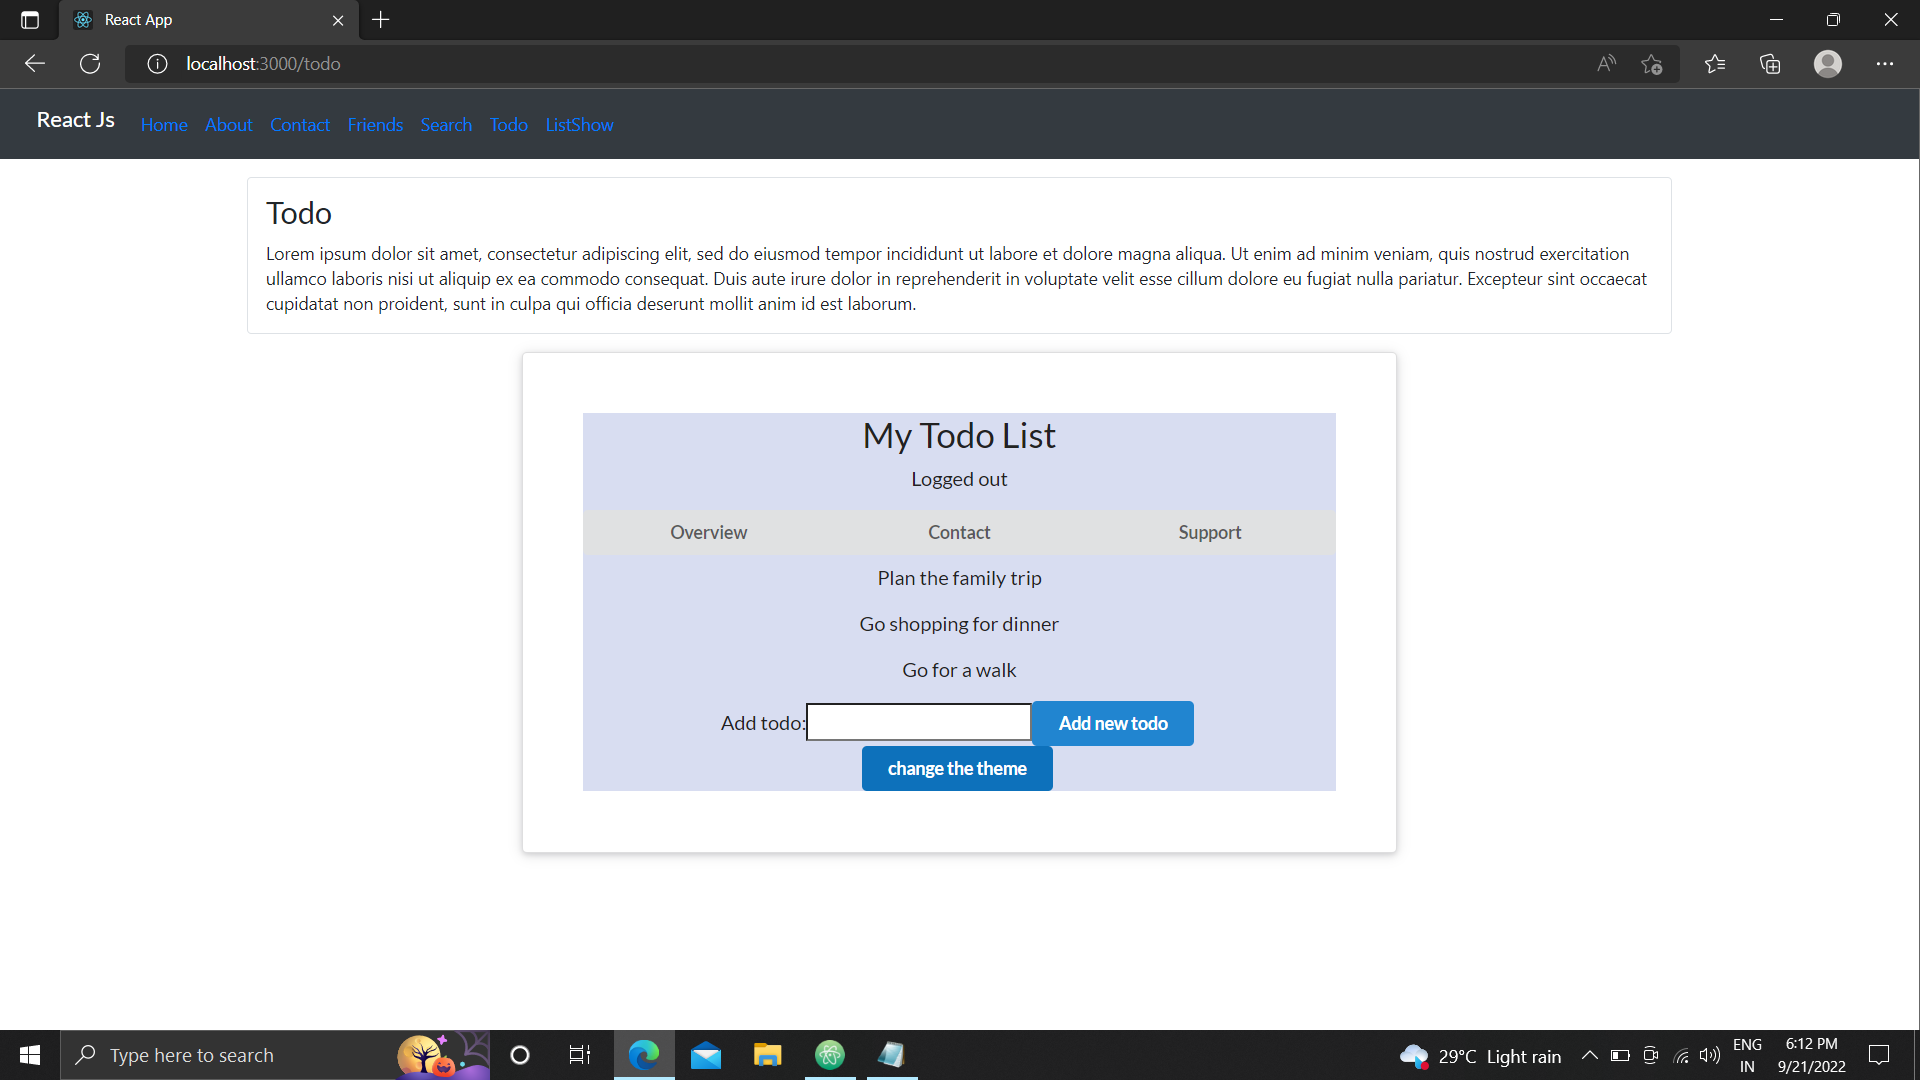 React App
localhost:3000/todo
React Js Home About Contact Friends Search Todo ListShow
Todo
Lorem ipsum dolor sit amet, consectetur adipiscing elit, sed do eiusmod tempor incididunt ut labore et dolore magna aliqua. Ut enim ad minim veniam, quis nostrud exercitation
ullamco laboris nisi ut aliquip ex ea commodo consequat. Duis aute irure dolor in reprehenderit in voluptate velit esse cillum dolore eu fugiat nulla pariatur. Excepteur sint occaecat
cupidatat non proident, sunt in culpa qui officia deserunt mollit anim id est laborum.
My Todo List
Logged out
Overview Contact Support
Plan the family trip
Go shopping for dinner
Go for a walk
Add todo: Add new todo
change the theme
Type here to search
29°C Light rain
ENG
IN
6:12 PM
9/21/2022